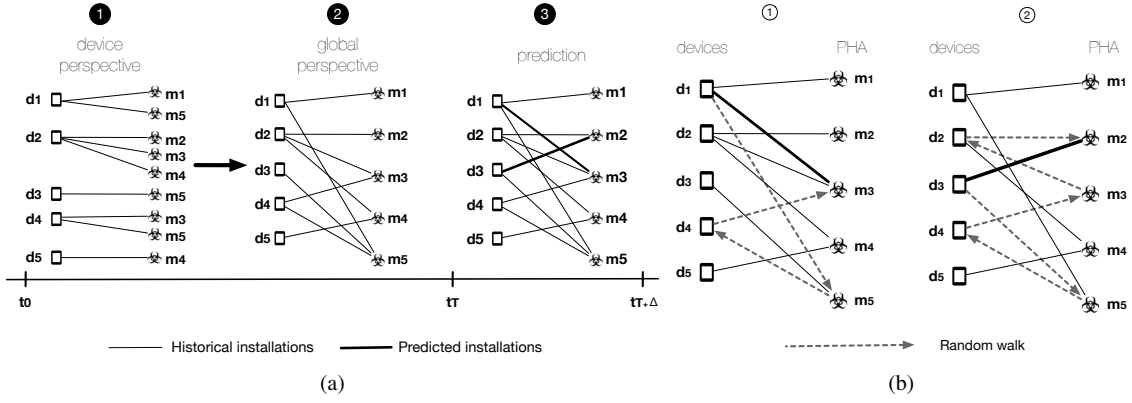 1
device
perspective
d1
m1
m5
d2
m2
m3
m4
d3
m5
d4
m3
m5
d5
m4
2
global
perspective
d1
m1
d2
m2
d3
m3
d4
m4
d5
m5
3
prediction
d1
m1
d2
m2
d3
m3
d4
m4
d5
m5
t0
tT
tT+Δ
Historical installations
Predicted installations
(a)
1
devices
PHA
d1
m1
d2
m2
d3
m3
d4
m4
d5
m5
2
devices
PHA
d1
m1
d2
m2
d3
m3
d4
m4
d5
m5
Random walk
(b)